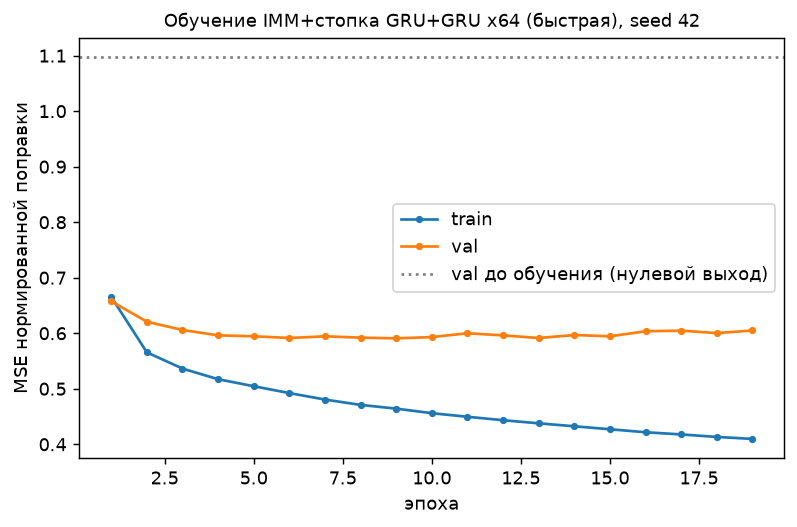 Обучение IMM+стопка GRU+GRU x64 (быстрая), seed 42
MSE нормированной поправки
1.1
1.0
0.9
0.8
0.7
0.6
0.5
0.4
train
val
val до обучения (нулевой выход)
2.5 5.0 7.5 10.0 12.5 15.0 17.5
эпоха